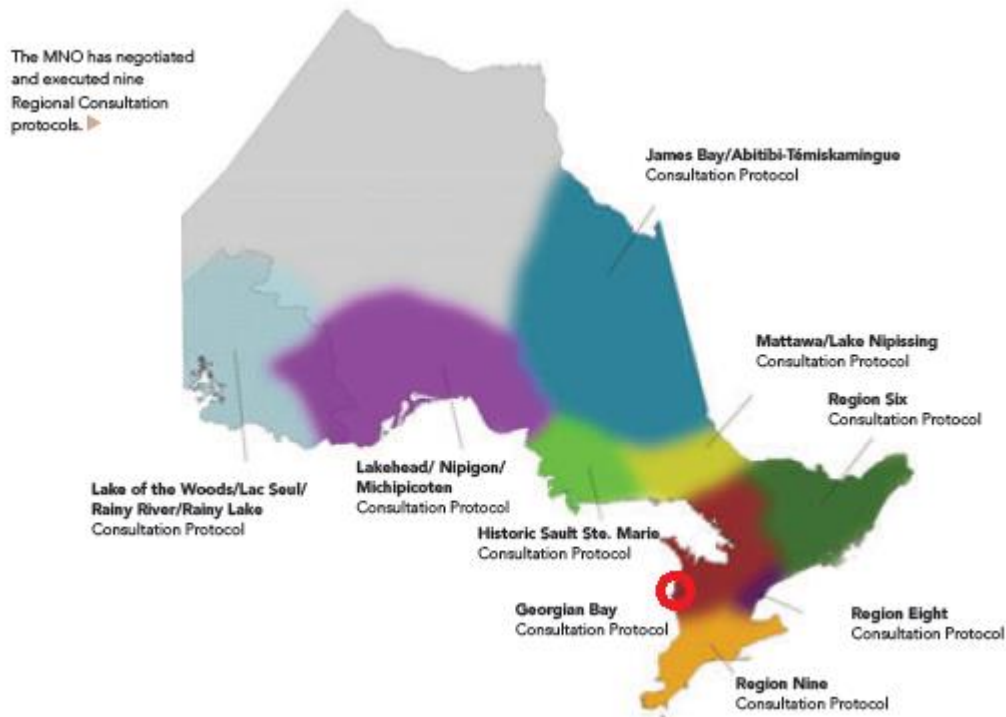 The MNO has negotiated
and executed nine
Regional Consultation
protocols.
James Bay/Abitibi-Témiskamingue
Consultation Protocol
Mattawa/Lake Nipissing
Consultation Protocol
Region Six
Consultation Protocol
Lake of the Woods/Lac Seul/
Rainy River/Rainy Lake
Consultation Protocol
Lakehead/ Nipigon/
Michipicoten
Consultation Protocol
Historic Sault Ste. Marie
Consultation Protocol
Georgian Bay
Consultation Protocol
Region Eight
Consultation Protocol
Region Nine
Consultation Protocol